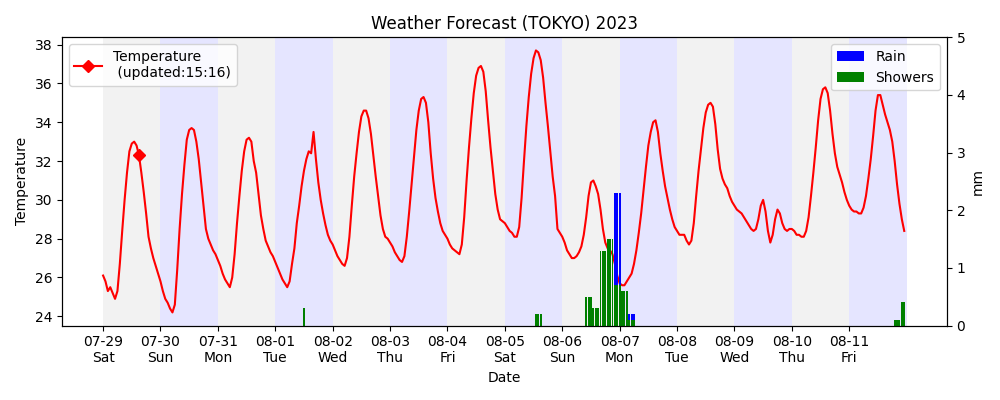 Weather Forecast (TOKYO) 2023
Temperature
(updated:15:16)
Rain
Showers
Temperature
38
36
34
32
30
28
26
24
5
4
3
2
1
0
mm
07-29 07-30 07-31 08-01 08-02 08-03 08-04 08-05 08-06 08-07 08-08 08-09 08-10 08-11
Sat Sun Mon Tue Wed Thu Fri Sat Sun Mon Tue Wed Thu Fri
Date